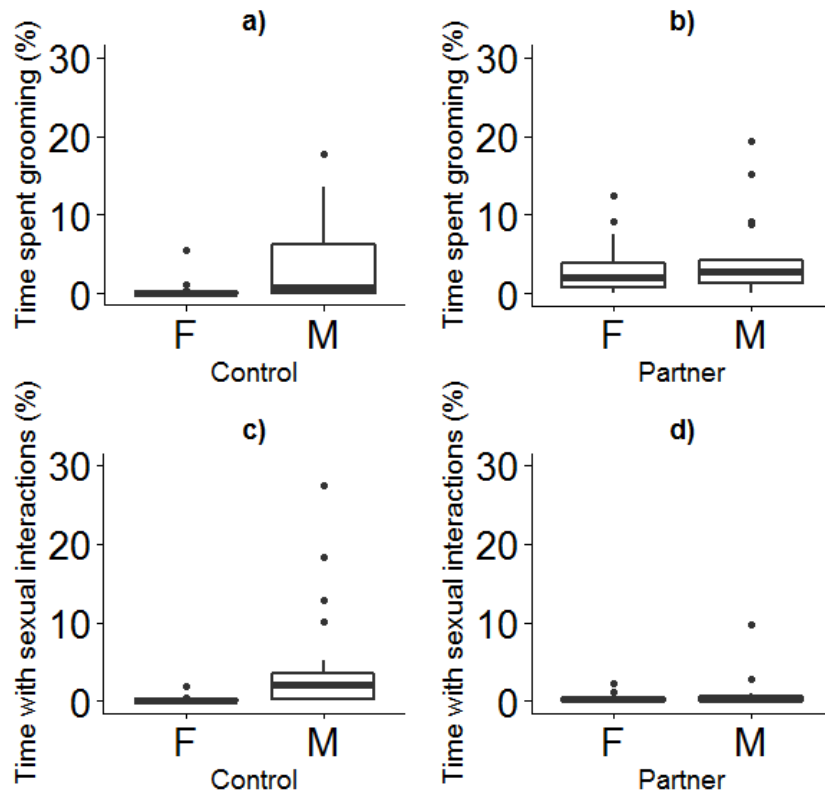 a)
Time spent grooming (%)
30
20
10
0
F M
Control
b)
Time spent grooming (%)
30
20
10
0
F M
Partner
c)
Time with sexual interactions (%)
30
20
10
0
F M
Control
d)
Time with sexual interactions (%)
30
20
10
0
F M
Partner